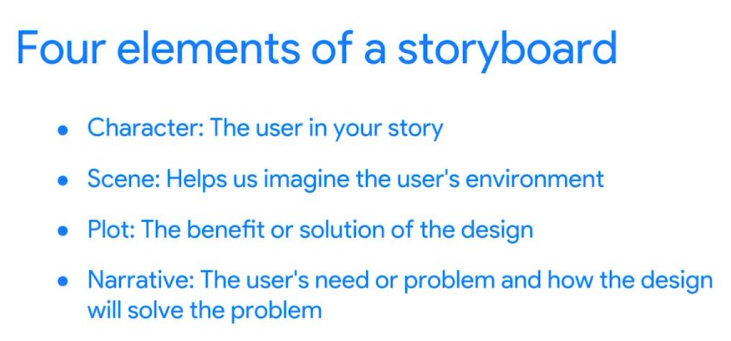 Four elements of a storyboard
● Character: The user in your story
● Scene: Helps us imagine the user's environment
● Plot: The benefit or solution of the design
● Narrative: The user's need or problem and how the design
will solve the problem